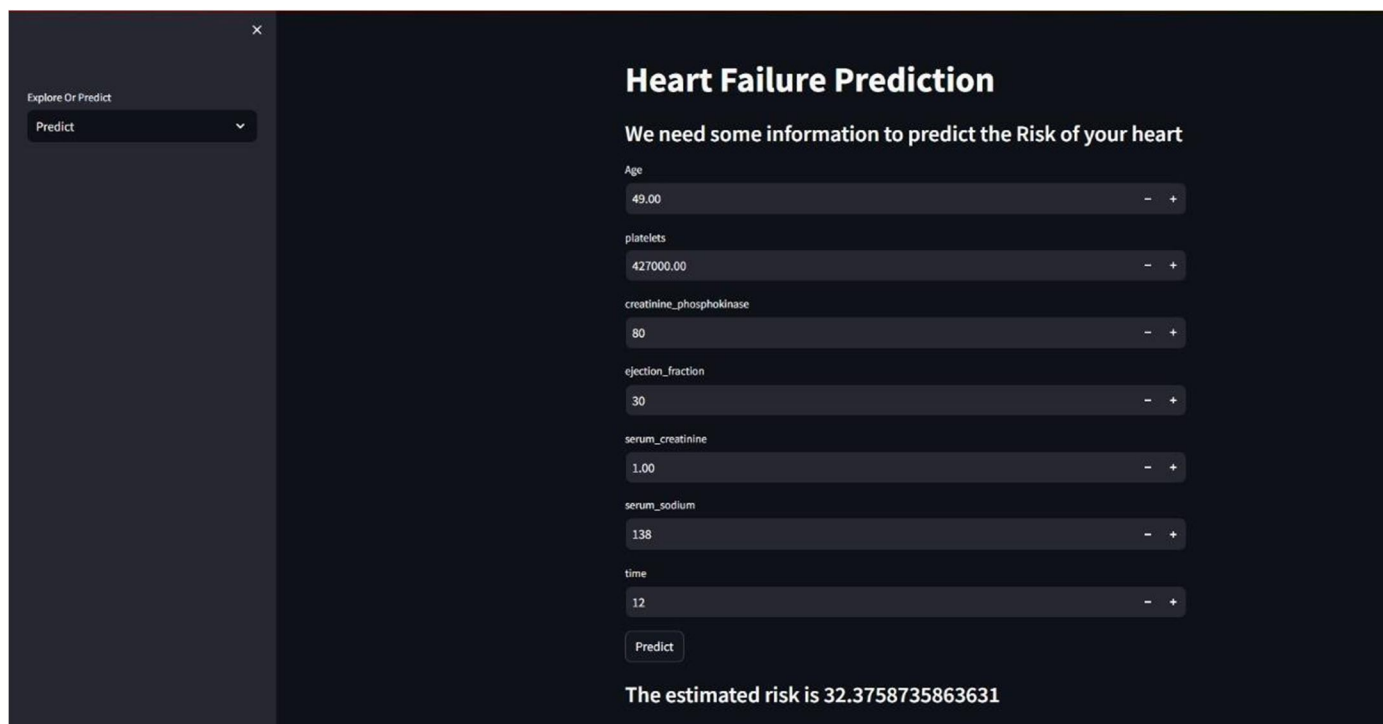 Explore Or Predict
Predict
Heart Failure Prediction
We need some information to predict the Risk of your heart
Age
49.00
platelets
427000.00
creatinine_phosphokinase
80
ejection_fraction
30
serum_creatinine
1.00
serum_sodium
138
time
12
Predict
The estimated risk is 32.3758735863631